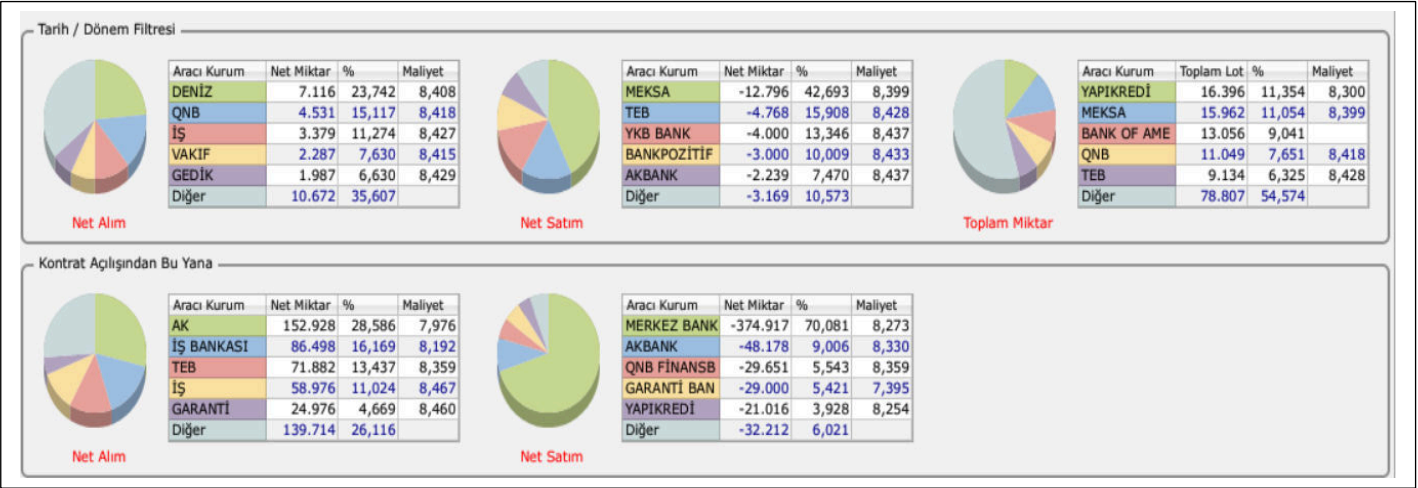 Tarih / Dönem Filtresi
Aracı Kurum Net Miktar % Maliyet
DENİZ 7.116 23,742 8,408
QNB 4.531 15,117 8,418
İŞ 3.379 11,274 8,427
VAKIF 2.287 7,630 8,415
GEDİK 1.987 6,630 8,429
Diğer 10.672 35,607
Net Alım
Aracı Kurum Net Miktar % Maliyet
MEKSA -12.796 42,693 8,399
TEB -4.768 15,908 8,428
YKB BANK -4.000 13,346 8,437
BANKPOZİTİF -3.000 10,009 8,433
AKBANK -2.239 7,470 8,437
Diğer -3.169 10,573
Net Satım
Aracı Kurum Toplam Lot % Maliyet
YAPIKREDİ 16.396 11,354 8,300
MEKSA 15.962 11,054 8,399
BANK OF AME 13.056 9,041
QNB 11.049 7,651 8,418
TEB 9.134 6,325 8,428
Diğer 78.807 54,574
Toplam Miktar
Kontrat Açılışından Bu Yana
Aracı Kurum Net Miktar % Maliyet
AK 152.928 28,586 7,976
İŞ BANKASI 86.498 16,169 8,192
TEB 71.882 13,437 8,359
İŞ 58.976 11,024 8,467
GARANTİ 24.976 4,669 8,460
Diğer 139.714 26,116
Net Alım
Aracı Kurum Net Miktar % Maliyet
MERKEZ BANK -374.917 70,081 8,273
AKBANK -48.178 9,006 8,330
QNB FİNANSB -29.651 5,543 8,359
GARANTİ BAN -29.000 5,421 7,395
YAPIKREDİ -21.016 3,928 8,254
Diğer -32.212 6,021
Net Satım